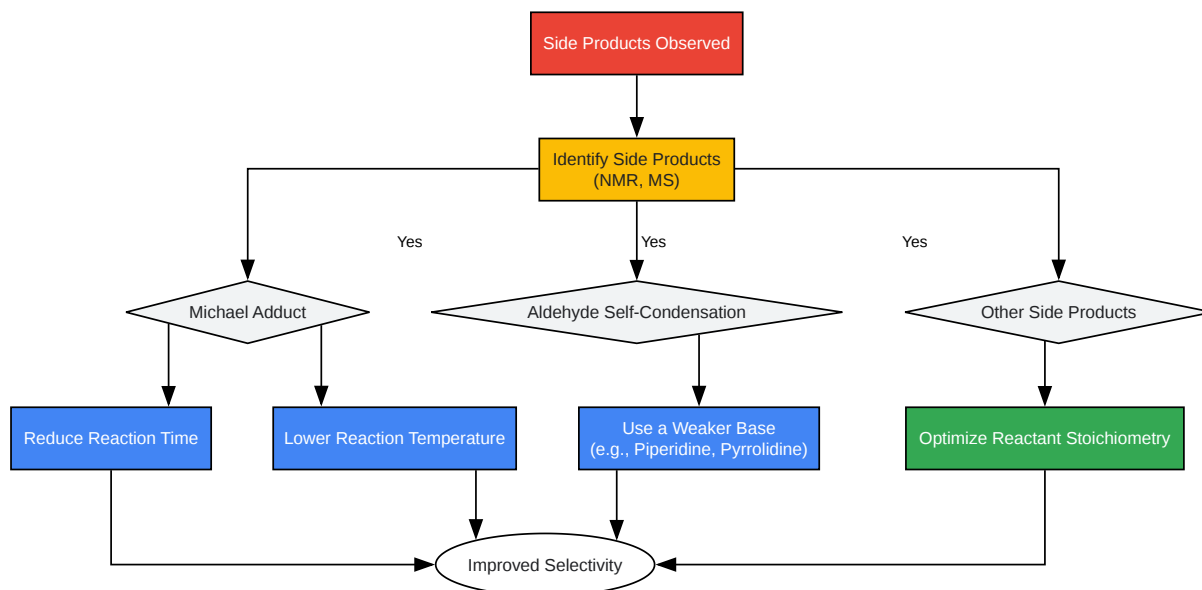 Side Products Observed
Identify Side Products
(NMR, MS)
Yes
Yes
Yes
Michael Adduct
Aldehyde Self-Condensation
Other Side Products
Reduce Reaction Time
Lower Reaction Temperature
Use a Weaker Base
(e.g., Piperidine, Pyrrolidine)
Optimize Reactant Stoichiometry
Improved Selectivity